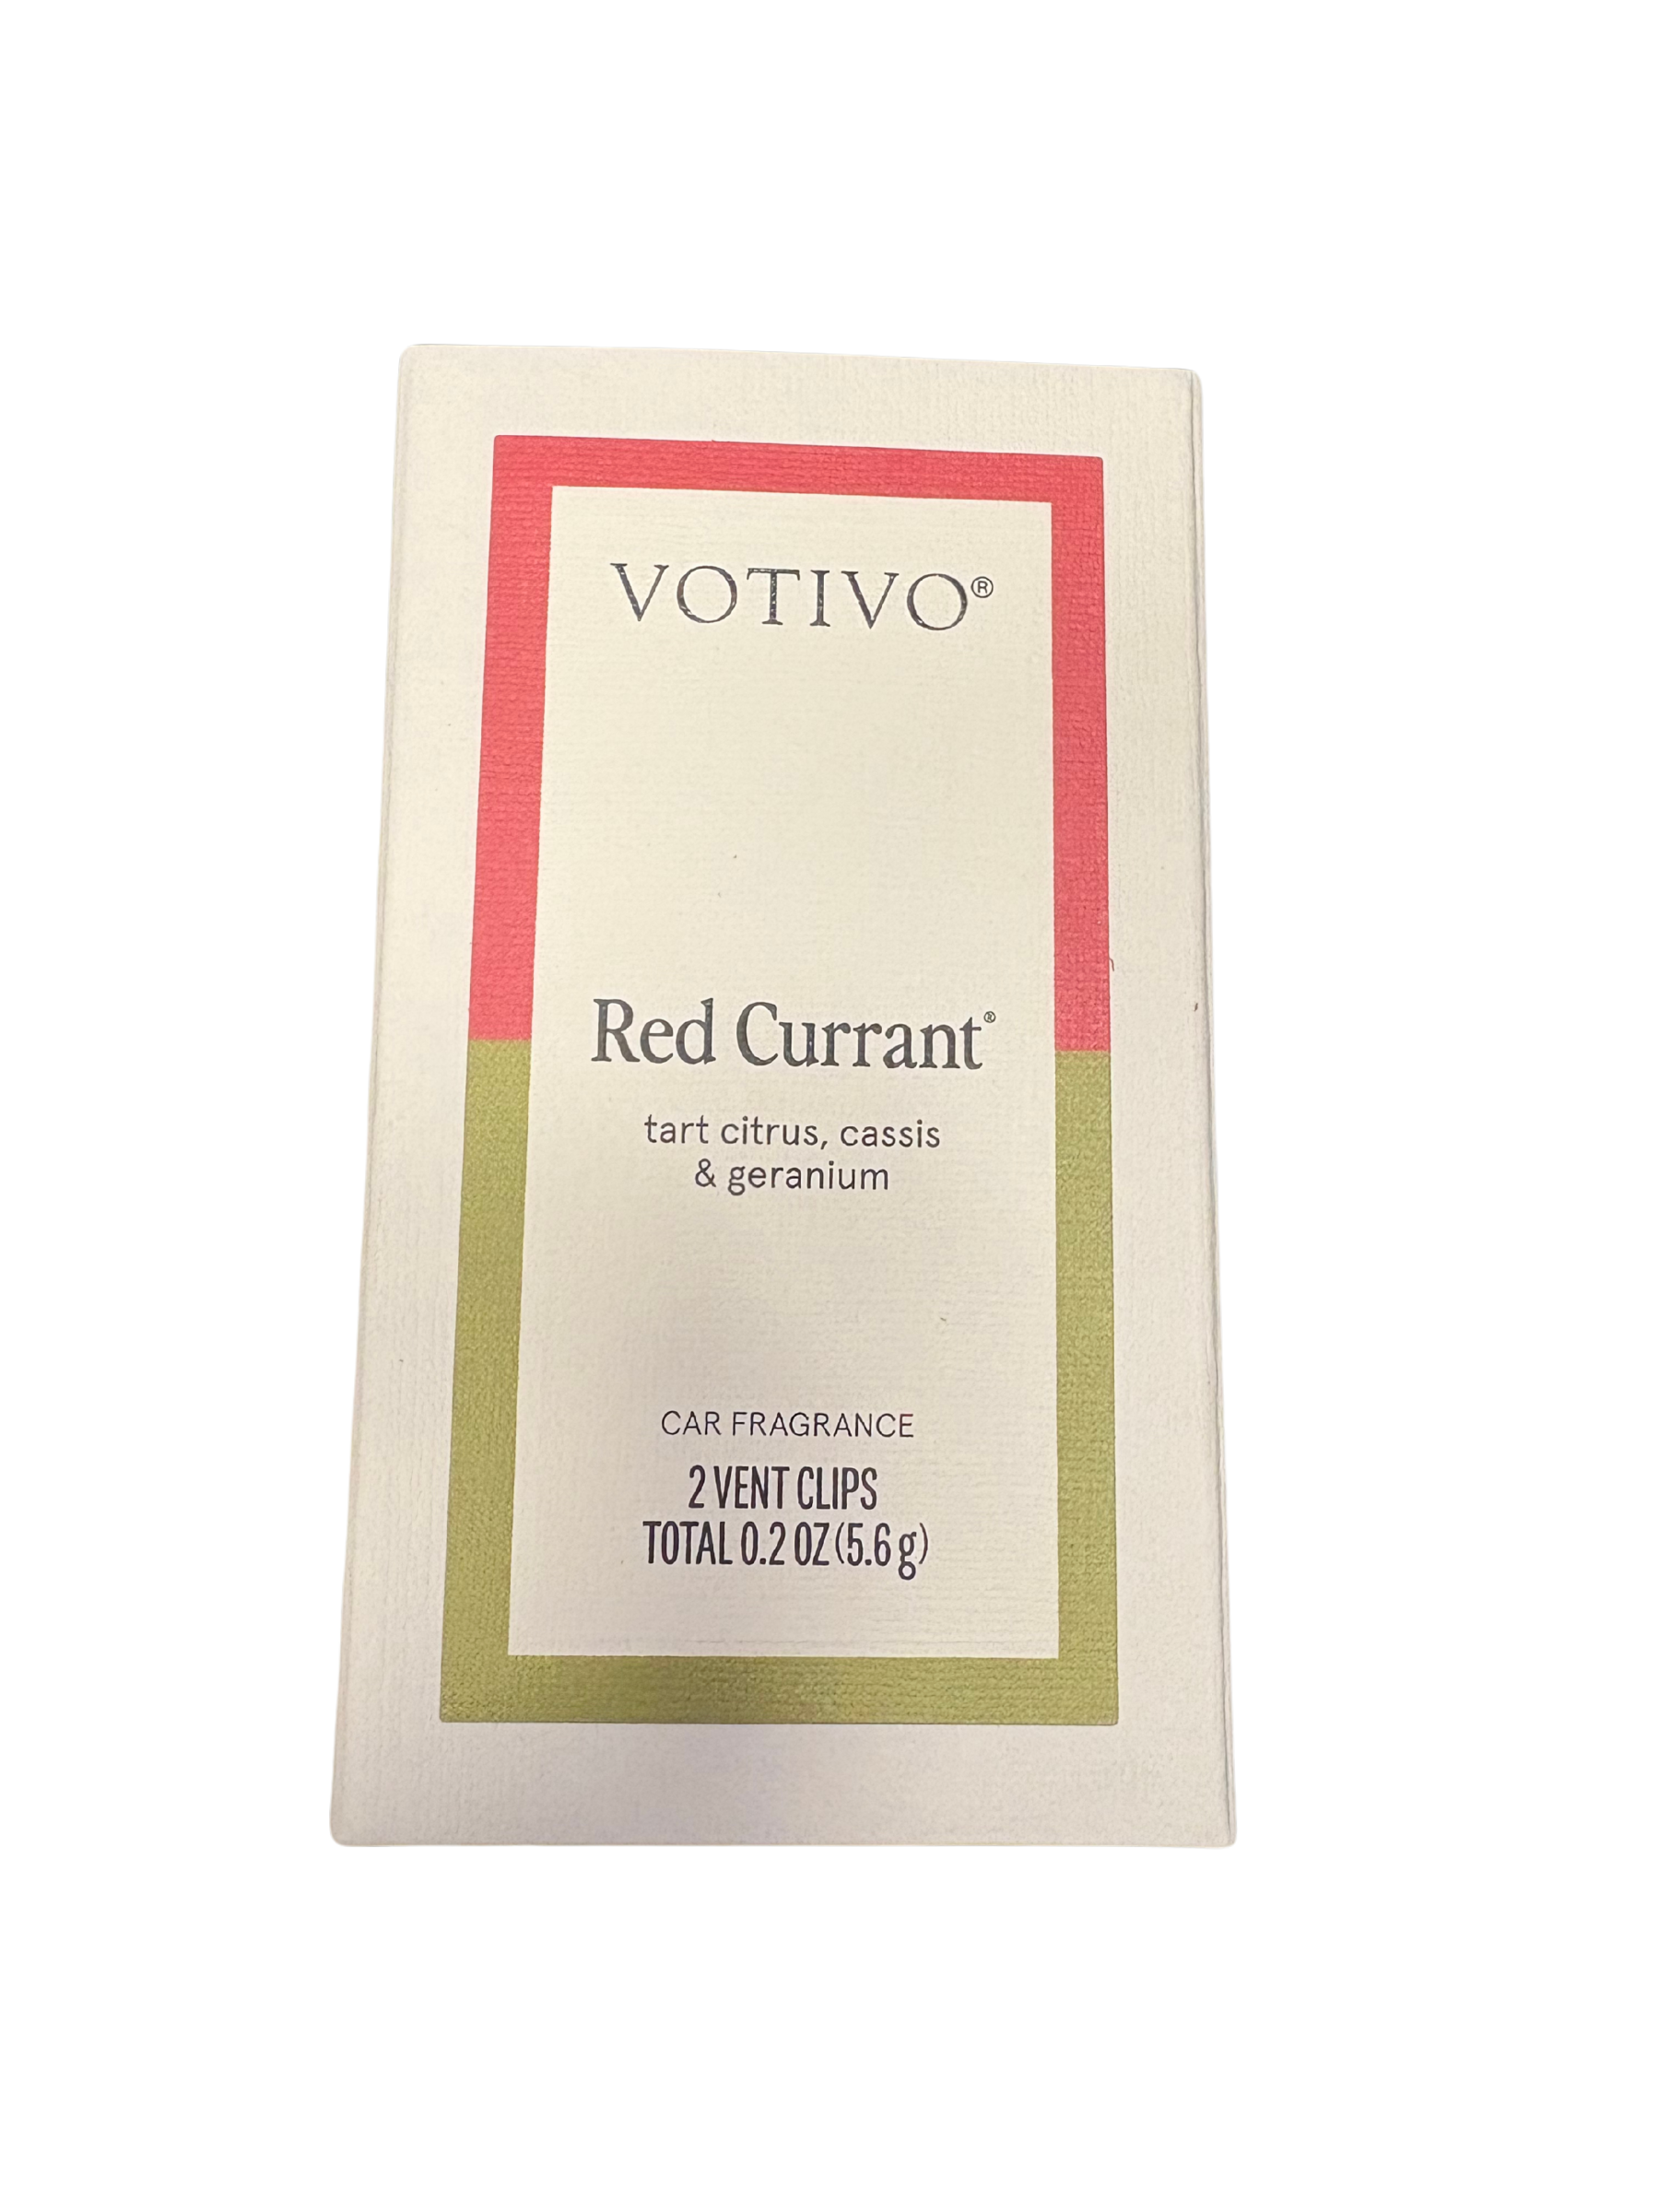 VOTIVO®
Red Currant®
tart citrus, cassis
& geranium
CAR FRAGRANCE
2 VENT CLIPS
TOTAL 0.2 OZ (5.6 g)